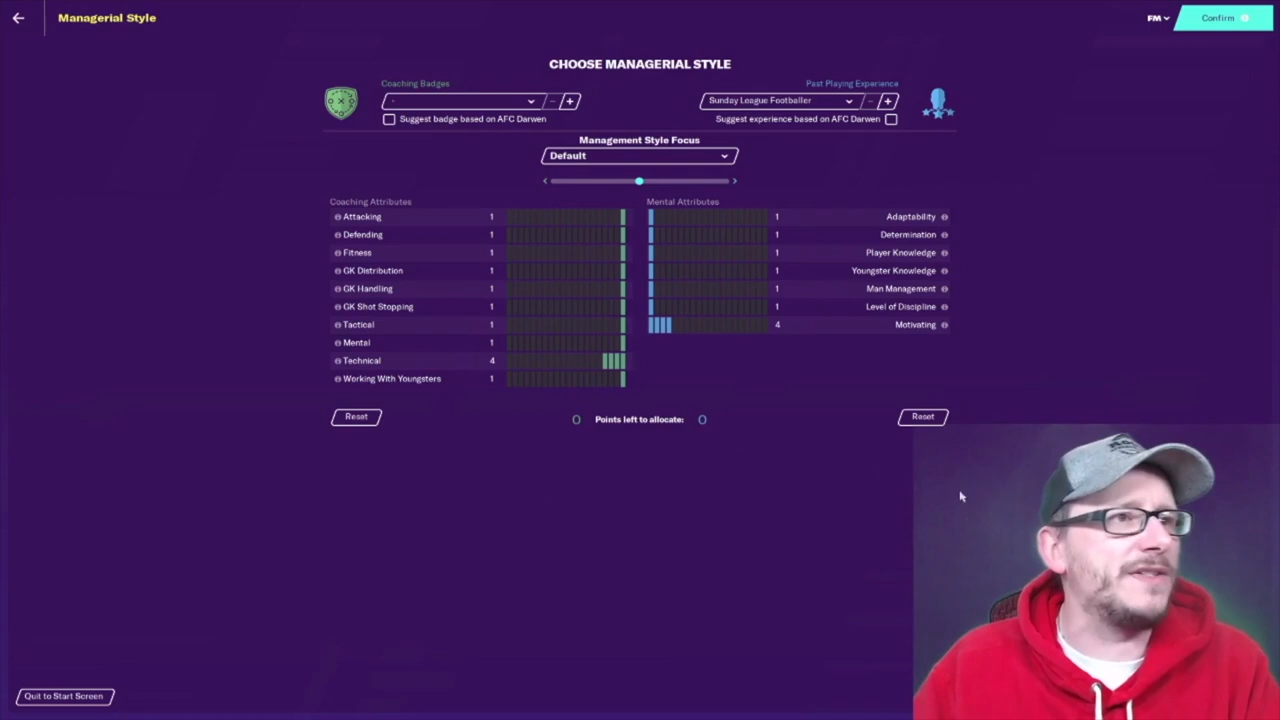 Managerial Style
FM
Confirm
CHOOSE MANAGERIAL STYLE
Coaching Badges
Past Playing Experience
-
Sunday League Footballer
Suggest badge based on AFC Darwen
Suggest experience based on AFC Darwen
Management Style Focus
Default
Coaching Attributes
Mental Attributes
Attacking 1
1 Adaptability
Defending 1
1 Determination
Fitness 1
1 Player Knowledge
GK Distribution 1
1 Youngster Knowledge
GK Handling 1
1 Man Management
GK Shot Stopping 1
1 Level of Discipline
Tactical 1
4 Motivating
Mental 1
Technical 4
Working With Youngsters 1
Reset
0 Points left to allocate: 0
Reset
Quit to Start Screen